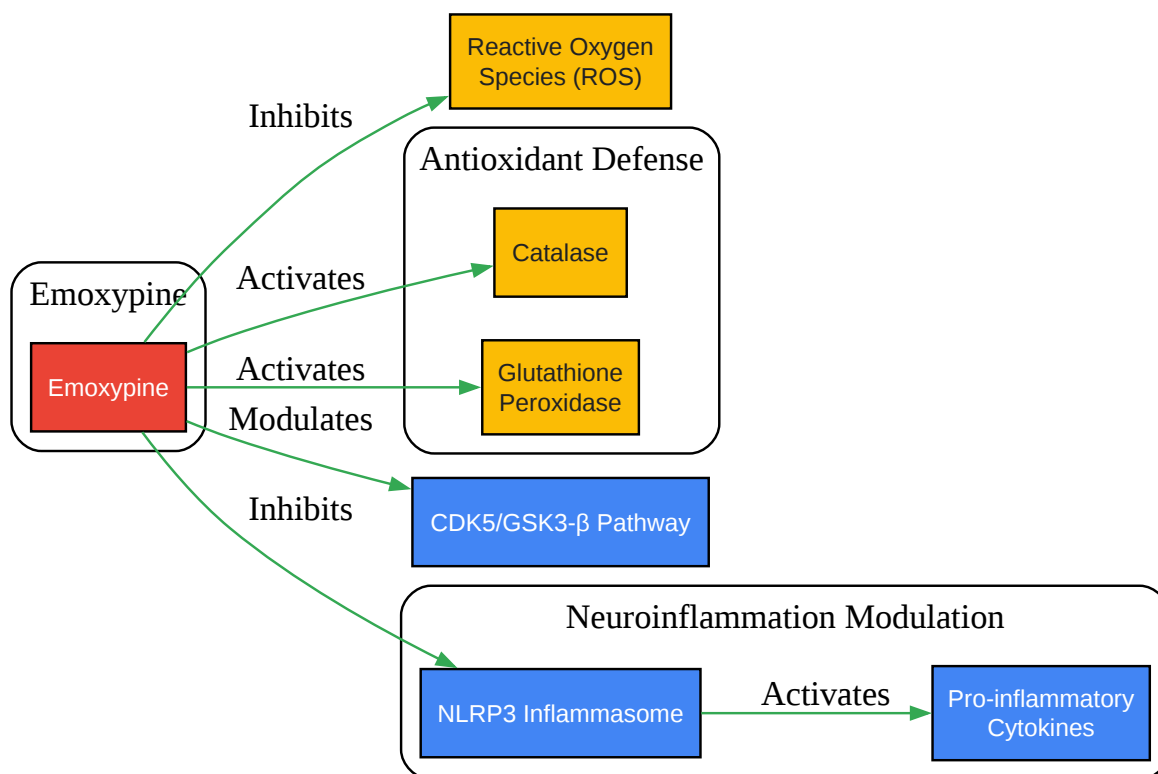 Reactive Oxygen
Species (ROS)
Inhibits
Antioxidant Defense
Catalase
Activates
Emoxypine
Emoxypine
Activates
Glutathione
Peroxidase
Modulates
Inhibits
CDK5/GSK3-β Pathway
Neuroinflammation Modulation
NLRP3 Inflammasome
Activates
Pro-inflammatory
Cytokines